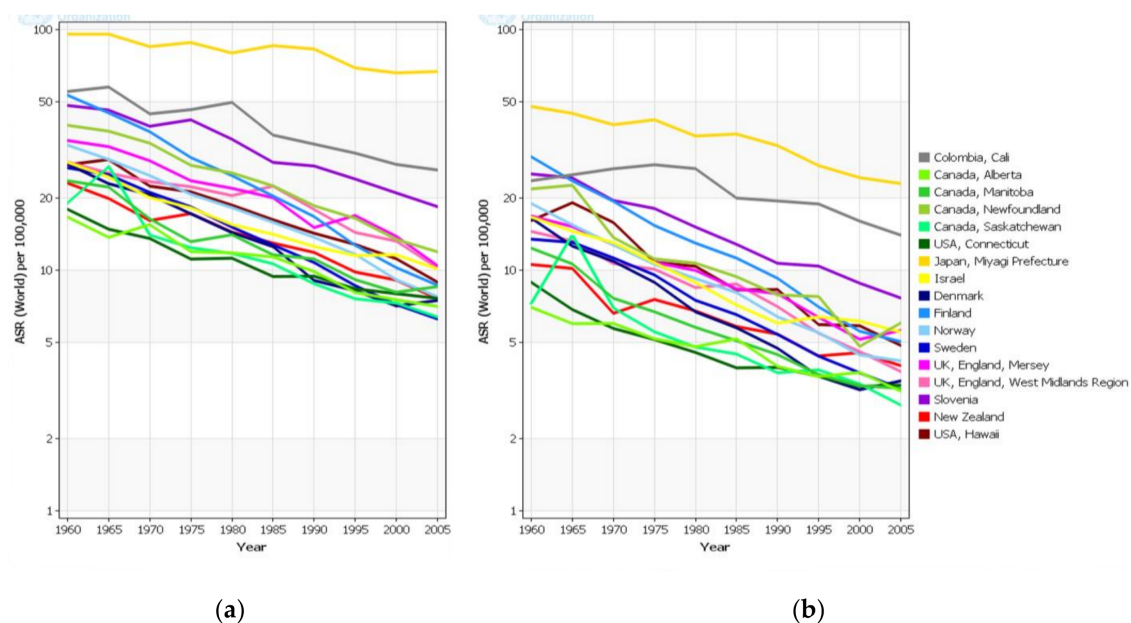 Organization
Organization
100
50
20
10
5
2
1
ASR (World) per 100,000
1960 1965 1970 1975 1980 1985 1990 1995 2000 2005
Year
100
50
20
10
5
2
1
ASR (World) per 100,000
1960 1965 1970 1975 1980 1985 1990 1995 2000 2005
Year
Colombia, Cali
Canada, Alberta
Canada, Manitoba
Canada, Newfoundland
Canada, Saskatchewan
USA, Connecticut
Japan, Miyagi Prefecture
Israel
Denmark
Finland
Norway
Sweden
UK, England, Mersey
UK, England, West Midlands Region
Slovenia
New Zealand
USA, Hawaii
(a)
(b)